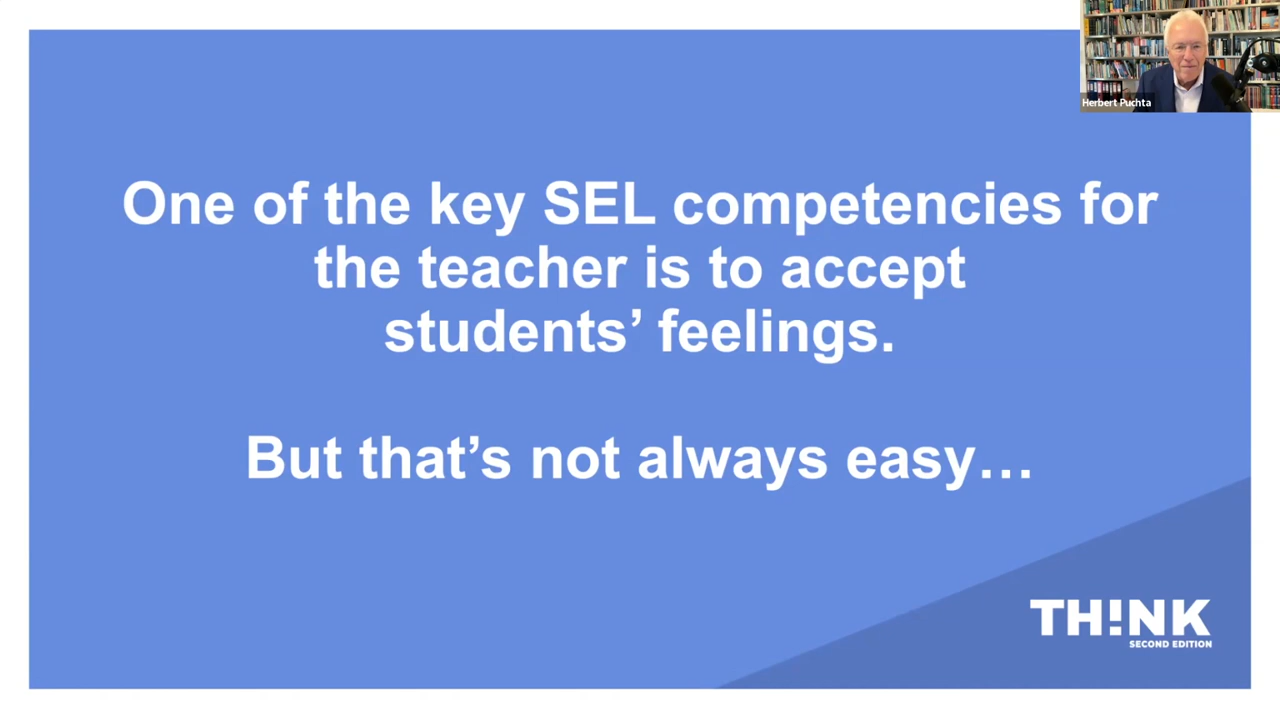 Herbert Puchta
One of the key SEL competencies for
the teacher is to accept
students’ feelings.
But that’s not always easy…
TH!NK
SECOND EDITION